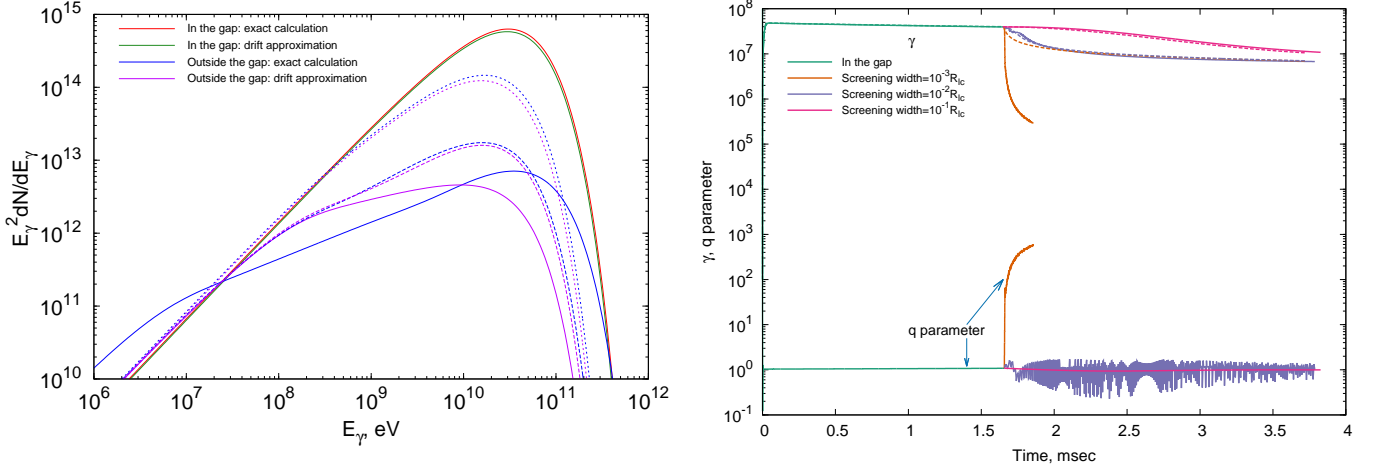 10^15
10^14
10^13
10^12
10^11
10^10
E_γ^2dN/dE_γ
In the gap: exact calculation
In the gap: drift approximation
Outside the gap: exact calculation
Outside the gap: drift approximation
10^6 10^7 10^8 10^9 10^10 10^11 10^12
E_γ, eV
10^8
10^7
10^6
10^5
10^4
10^3
10^2
10^1
10^0
10^-1
γ, q parameter
γ
In the gap
Screening width=10^-3R_lc
Screening width=10^-2R_lc
Screening width=10^-1R_lc
q parameter
0 0.5 1 1.5 2 2.5 3 3.5 4
Time, msec